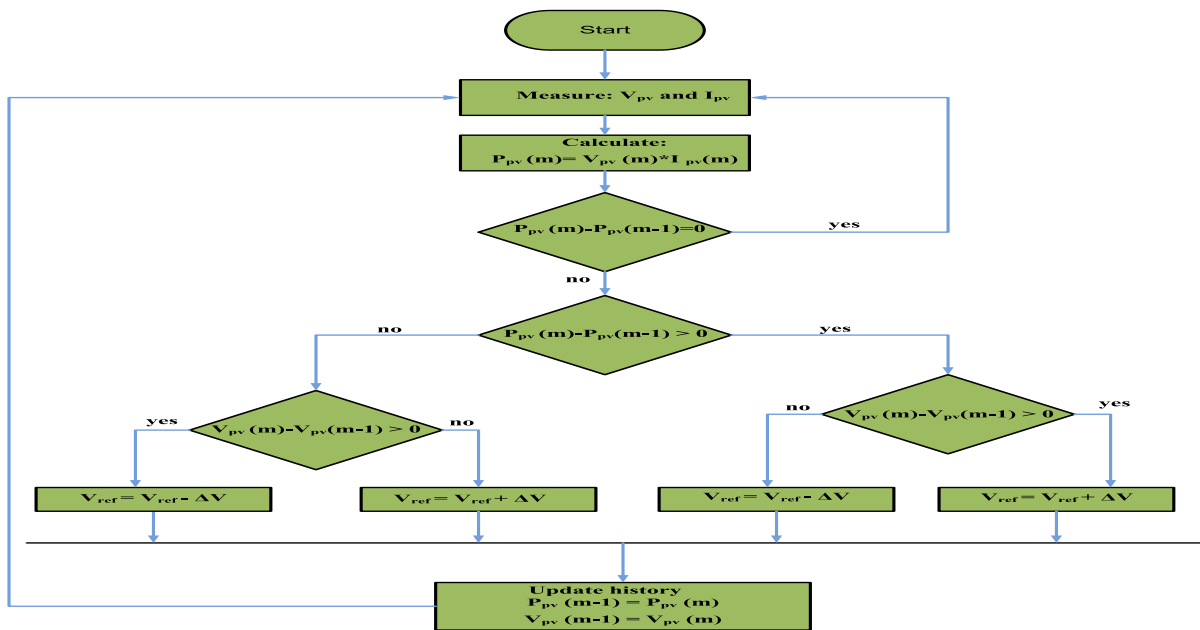 Start
Measure: Vpv and Ipv
Calculate:
Ppv (m)= Vpv (m)*I pv(m)
Ppv (m)-Ppv(m-1)=0
yes
no
Ppv (m)-Ppv(m-1) > 0
no
yes
Vpv (m)-Vpv(m-1) > 0
yes
no
Vpv (m)-Vpv(m-1) > 0
no
yes
Vref = Vref - ΔV
Vref = Vref + ΔV
Vref = Vref - ΔV
Vref = Vref + ΔV
Update history
Ppv (m-1) = Ppv (m)
Vpv (m-1) = Vpv (m)